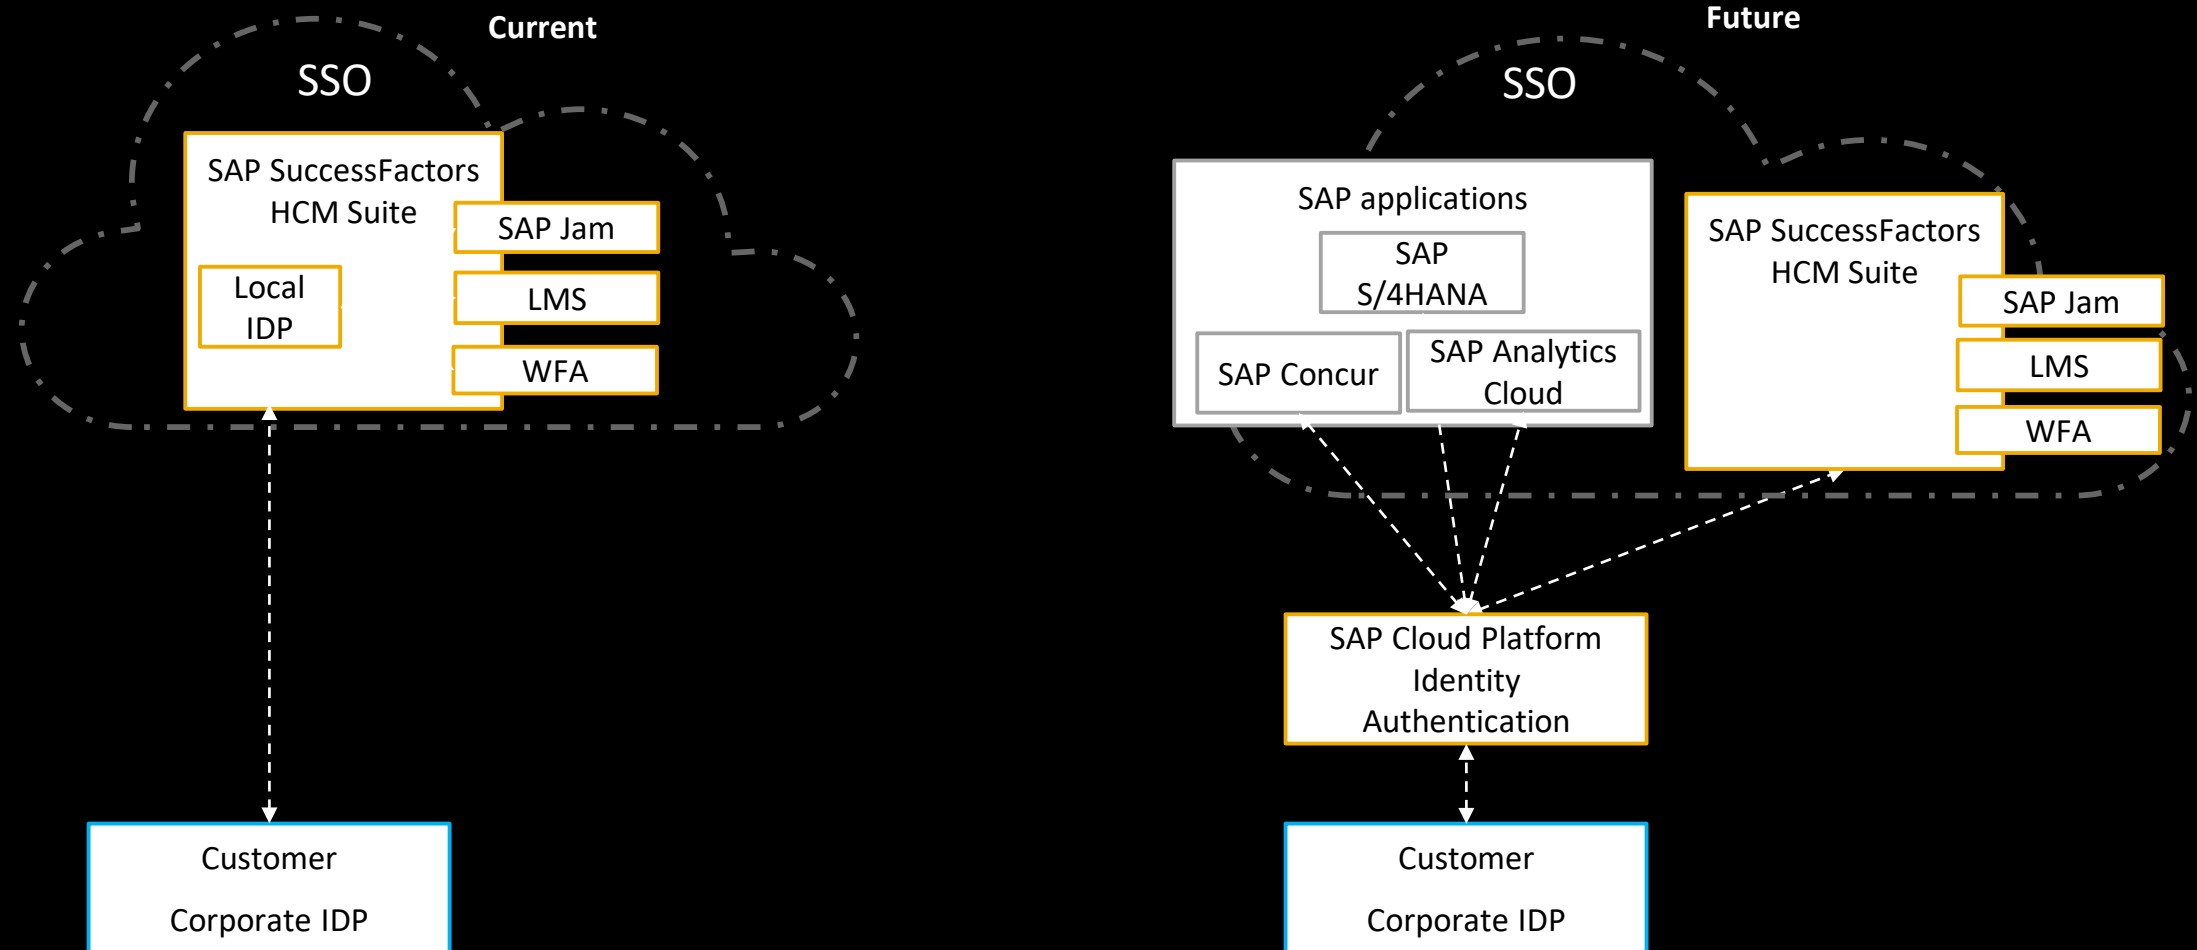 Current
SSO
SAP SuccessFactors
HCM Suite
SAP Jam
Local
IDP
LMS
WFA
Customer
Corporate IDP
Future
SSO
SAP applications
SAP
S/4HANA
SAP Concur
SAP Analytics
Cloud
SAP SuccessFactors
HCM Suite
SAP Jam
LMS
WFA
SAP Cloud Platform
Identity
Authentication
Customer
Corporate IDP